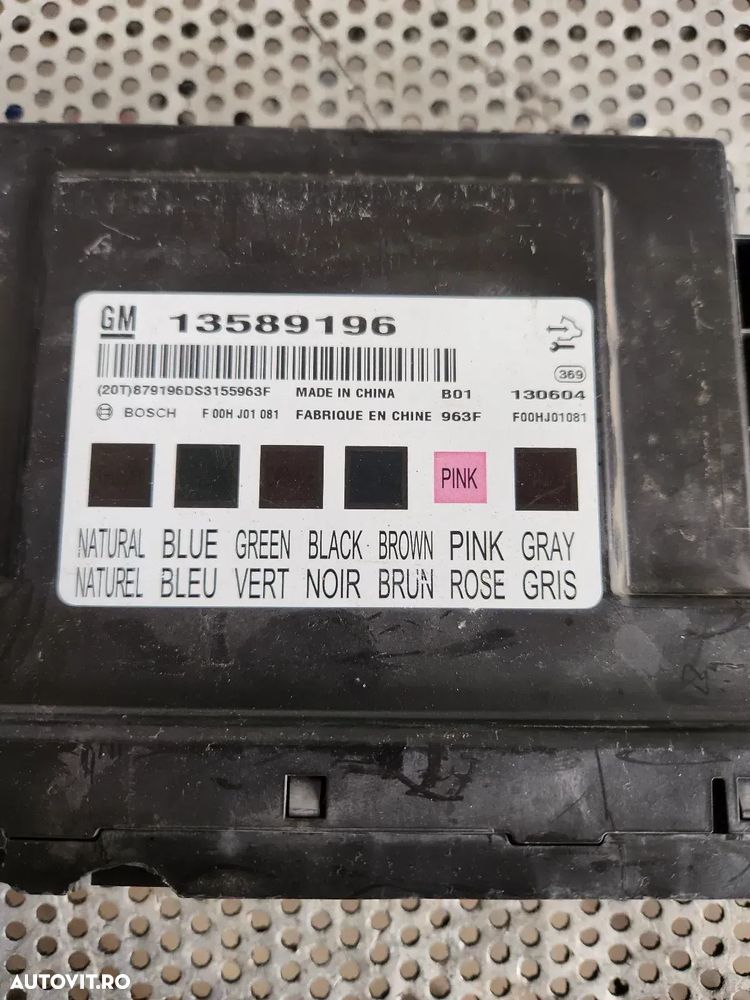 GM 13589196
369
(20T)879196DS3155963F MADE IN CHINA B01 130604
BOSCH F 00H J01 081 FABRIQUE EN CHINE 963F F00HJ01081
PINK
NATURAL BLUE GREEN BLACK BROWN PINK GRAY
NATUREL BLEU VERT NOIR BRUN ROSE GRIS
AUTOVIT.RO